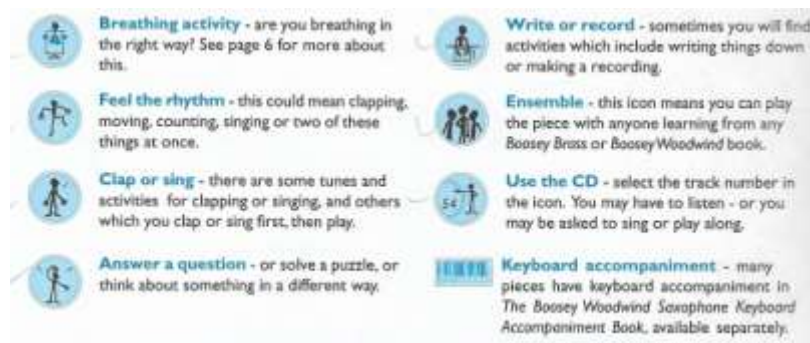 Breathing activity - are you breathing in
the right way? See page 6 for more about
this.
Feel the rhythm - this could mean clapping,
moving, counting, singing or two of these
things at once.
Clap or sing - there are some tunes and
activities for clapping or singing, and others
which you clap or sing first, then play.
Answer a question - or solve a puzzle, or
think about something in a different way.
Write or record - sometimes you will find
activities which include writing things down
or making a recording.
Ensemble - this icon means you can play
the piece with anyone learning from any
Boosey Brass or Boosey Woodwind book.
54
Use the CD - select the track number in
the icon. You may have to listen - or you
may be asked to sing or play along.
Keyboard accompaniment - many
pieces have keyboard accompaniment in
The Boosey Woodwind Saxophone Keyboard
Accompaniment Book, available separately.